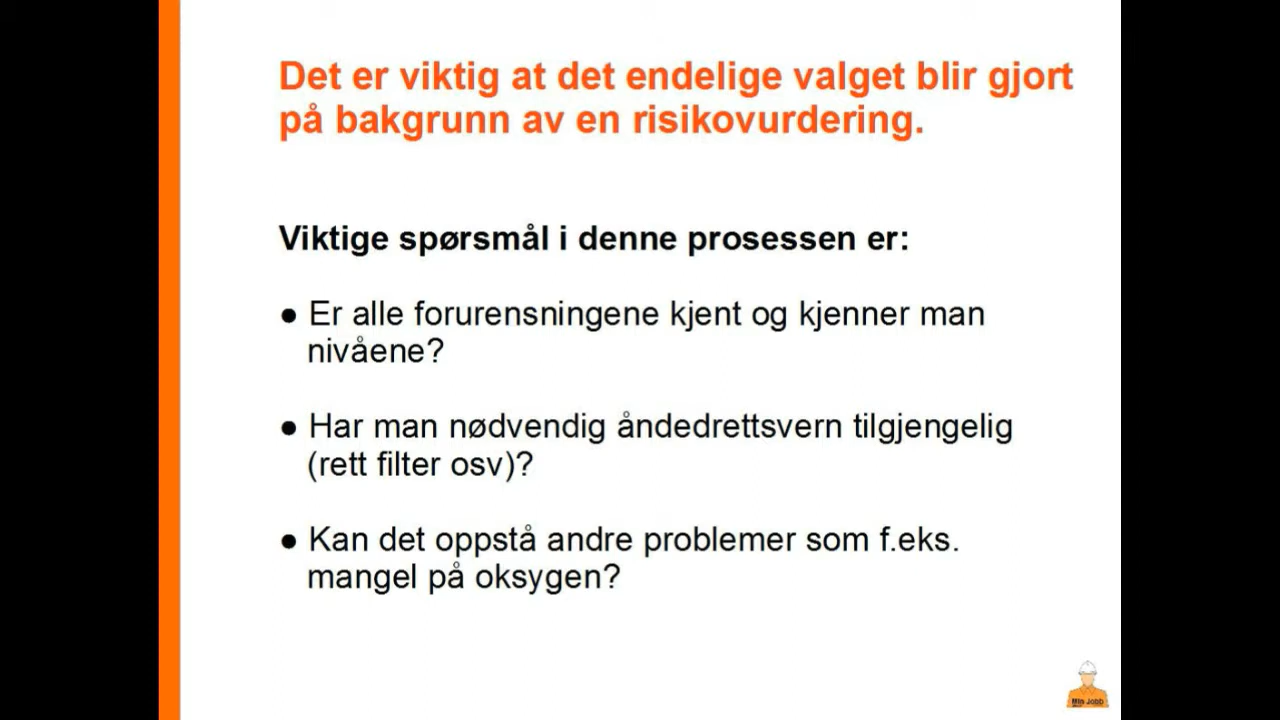 Det er viktig at det endelige valget blir gjort
på bakgrunn av en risikovurdering.
Viktige spørsmål i denne prosessen er:
● Er alle forurensningene kjent og kjenner man
nivåene?
● Har man nødvendig åndedrettsvern tilgjengelig
(rett filter osv)?
● Kan det oppstå andre problemer som f.eks.
mangel på oksygen?
Min Jobb